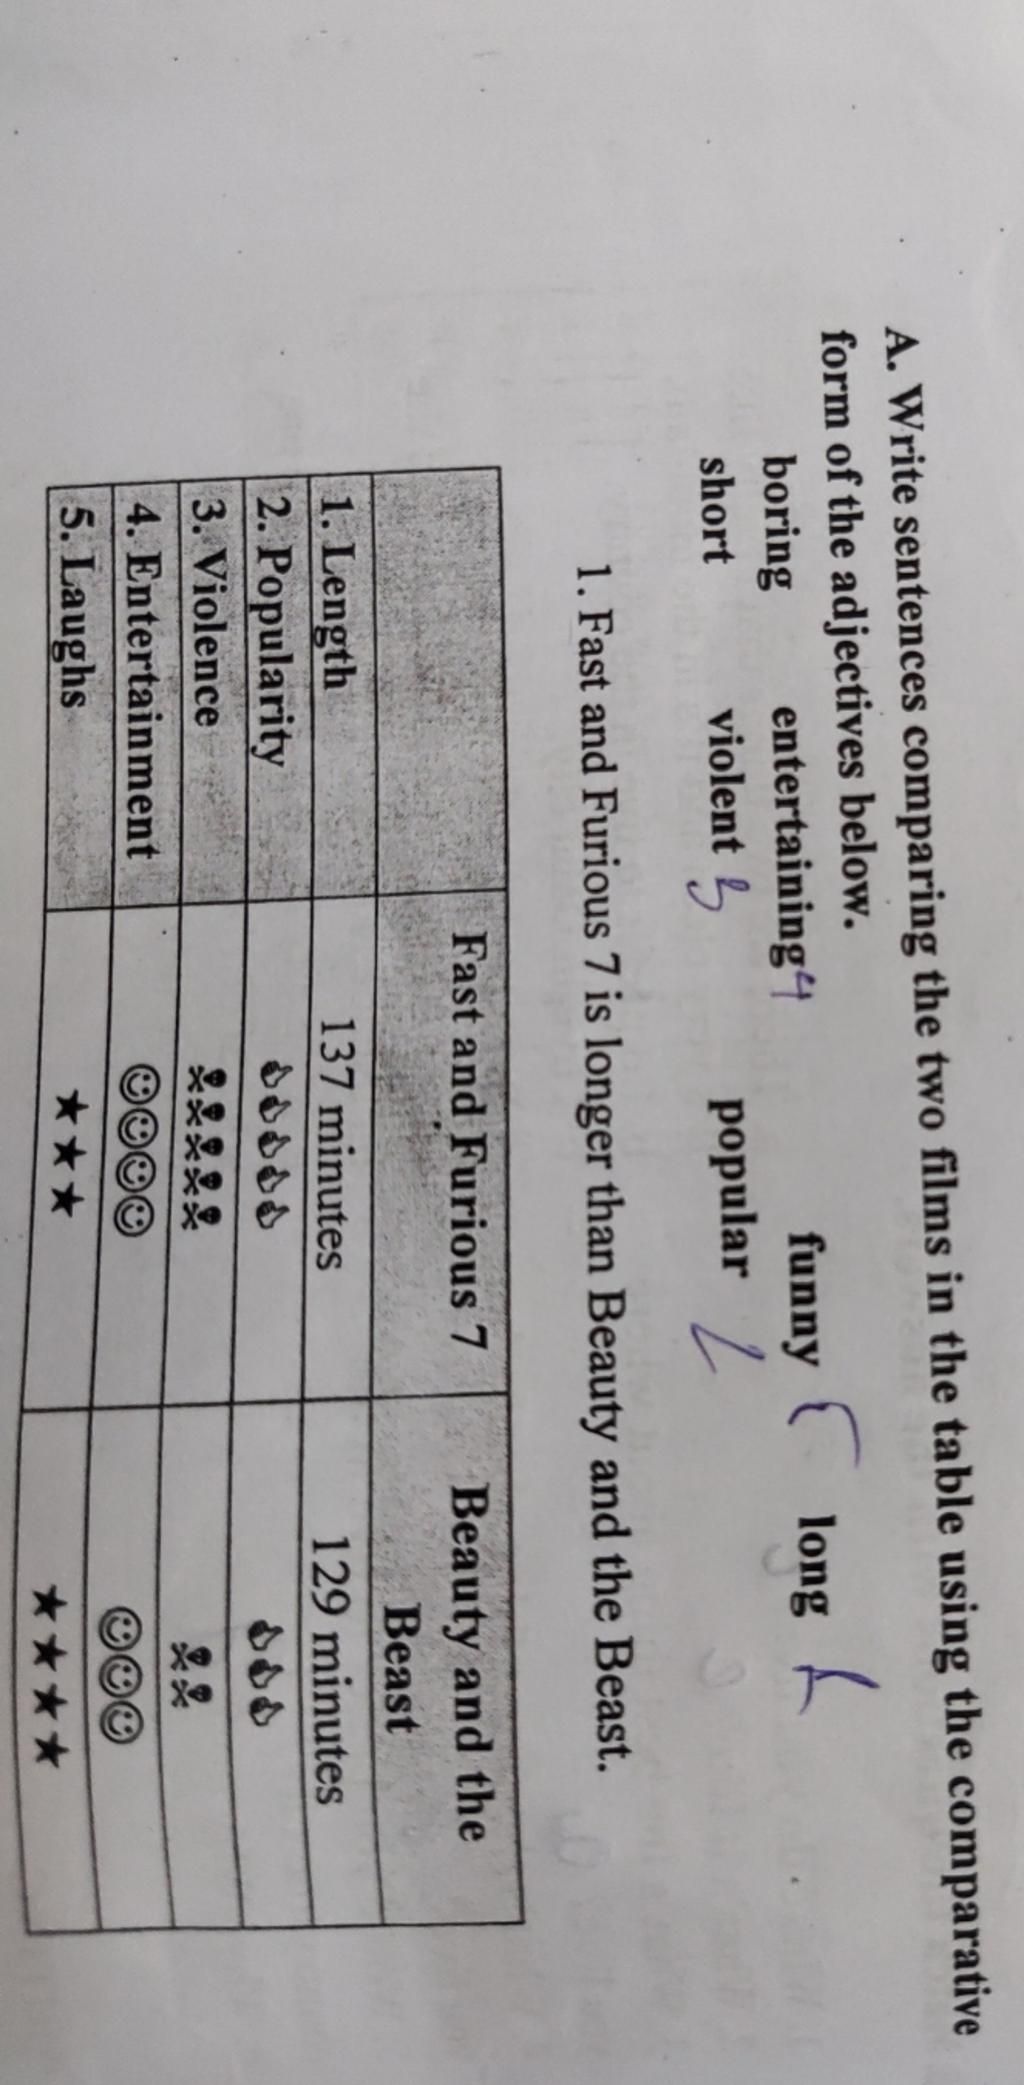 A. Write sentences comparing the two films in the table using the comparative
form of the adjectives below.
boring entertaining 4 funny long
short violent 3 popular 2
1. Fast and Furious 7 is longer than Beauty and the Beast.
Fast and Furious 7 Beauty and the
Beast
1. Length 137 minutes 129 minutes
2. Popularity
3. Violence
4. Entertainment ☺☺☺☺ ☺☺☺
5. Laughs ★★★ ★★★★